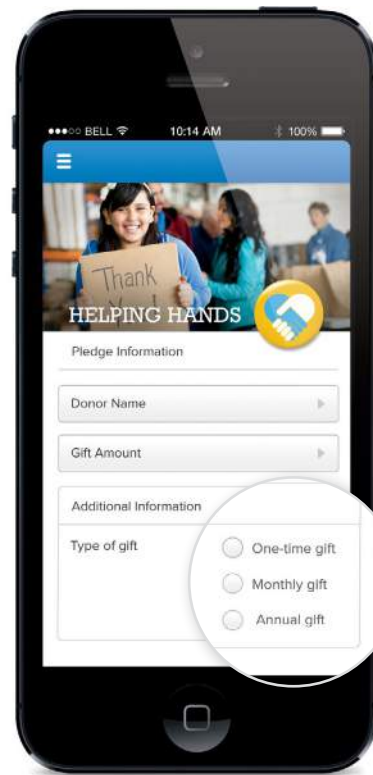 BELL 10:14 AM 100%
Thank
You!
HELPING HANDS
Pledge Information
Donor Name
Gift Amount
Additional Information
Type of gift
One-time gift
Monthly gift
Annual gift